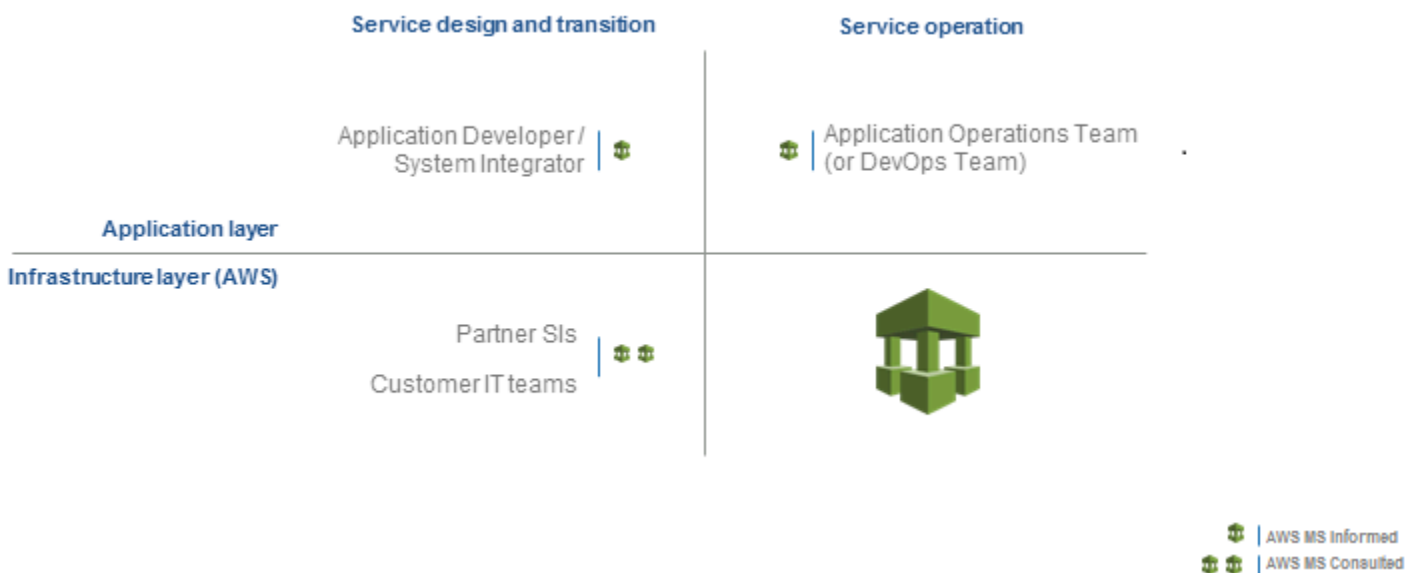 Service design and transition
Service operation
Application Developer /
System Integrator
Application Operations Team
(or DevOps Team)
.
Application layer
Infrastructure layer (AWS)
Partner SIs
Customer IT teams
AWS MS Informed
AWS MS Consulted